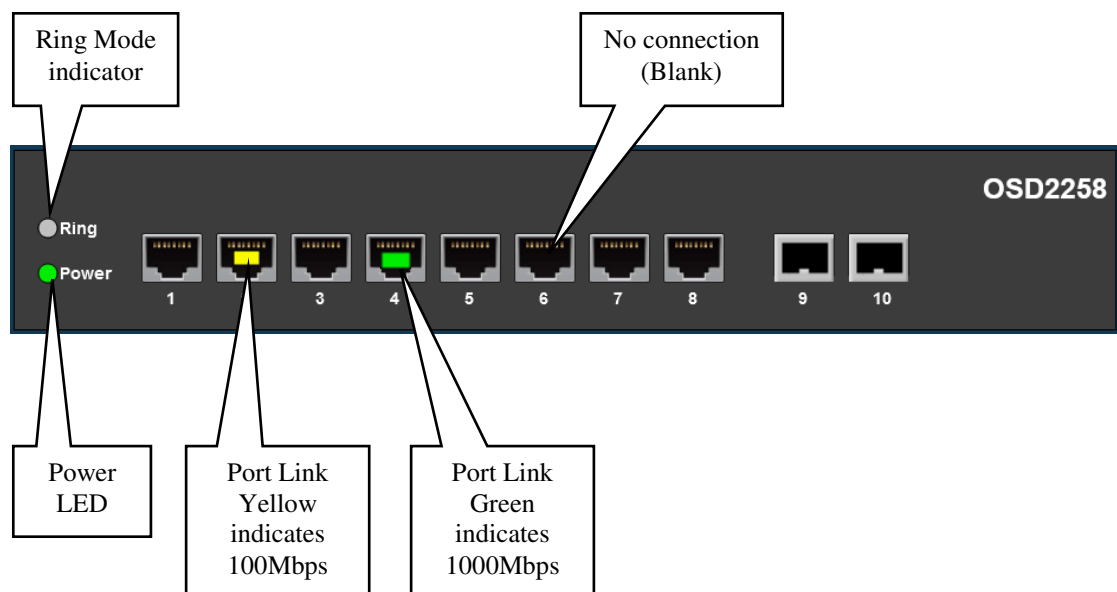 Ring Mode
indicator
No connection
(Blank)
OSD2258
Ring
Power
1
3
4
5
6
7
8
9
10
Power
LED
Port Link
Yellow
indicates
100Mbps
Port Link
Green
indicates
1000Mbps